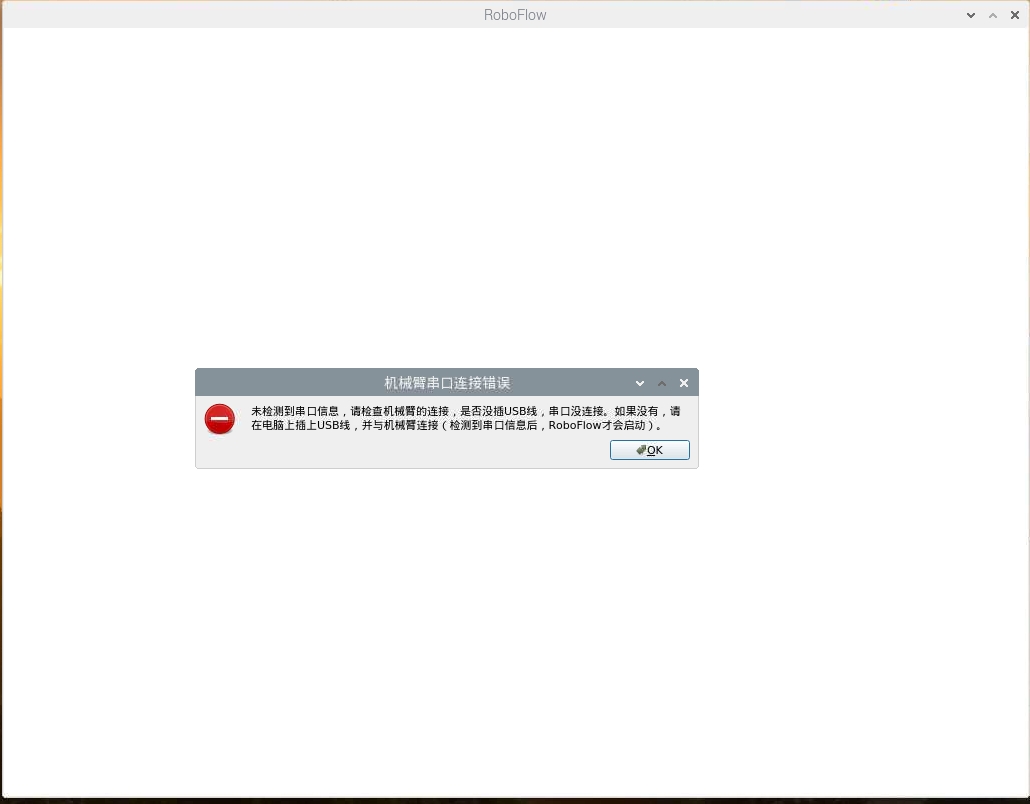 RoboFlow
机械臂串口连接错误
未检测到串口信息，请检查机械臂的连接，是否没插USB线，串口没连接。如果没有，请
在电脑上插上USB线，并与机械臂连接（检测到串口信息后，RoboFlow才会启动）。
OK